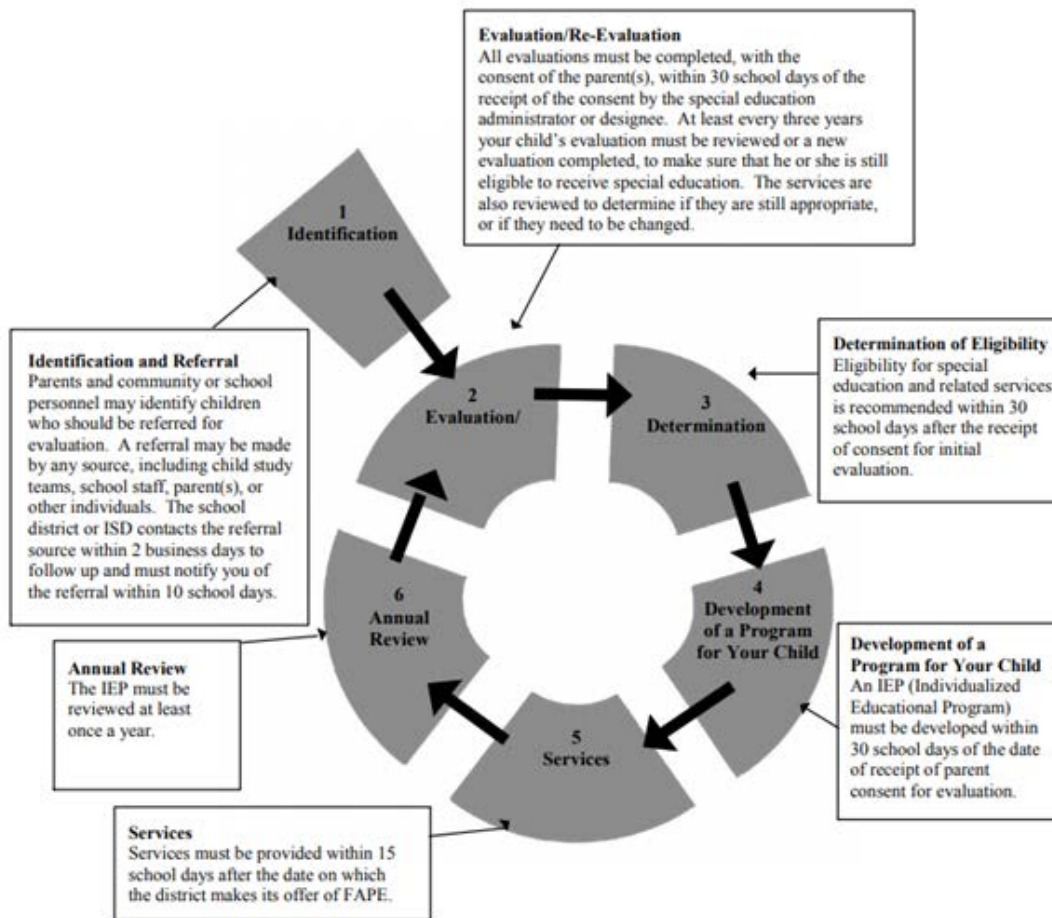 Evaluation/Re-Evaluation
All evaluations must be completed, with the
consent of the parent(s), within 30 school days of the
receipt of the consent by the special education
administrator or designee. At least every three years
your child's evaluation must be reviewed or a new
evaluation completed, to make sure that he or she is still
eligible to receive special education. The services are
also reviewed to determine if they are still appropriate,
or if they need to be changed.
1
Identification
Identification and Referral
Parents and community or school
personnel may identify children
who should be referred for
evaluation. A referral may be made
by any source, including child study
teams, school staff, parent(s), or
other individuals. The school
district or ISD contacts the referral
source within 2 business days to
follow up and must notify you of
the referral within 10 school days.
2
Evaluation/
3
Determination
Determination of Eligibility
Eligibility for special
education and related services
is recommended within 30
school days after the receipt
of consent for initial
evaluation.
4
Development
of a Program
for Your Child
Development of a
Program for Your Child
An IEP (Individualized
Educational Program)
must be developed within
30 school days of the date
of receipt of parent
consent for evaluation.
5
Services
Services
Services must be provided within 15
school days after the date on which
the district makes its offer of FAPE.
6
Annual
Review
Annual Review
The IEP must be
reviewed at least
once a year.